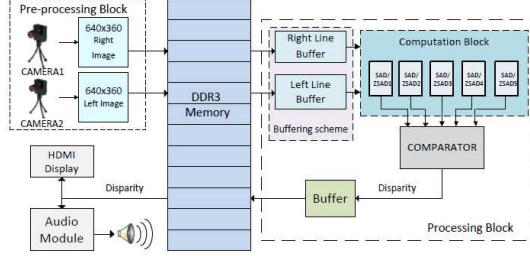 Pre-processing Block
640x360
Right
Image
CAMERA1
640x360
Left Image
CAMERA2
DDR3
Memory
Right Line
Buffer
Left Line
Buffer
Buffering scheme
Computation Block
SAD/
ZSAD1
SAD/
ZSAD2
SAD/
ZSAD3
SAD/
ZSAD4
SAD/
ZSAD5
COMPARATOR
Disparity
Buffer
Processing Block
HDMI
Display
Disparity
Audio
Module